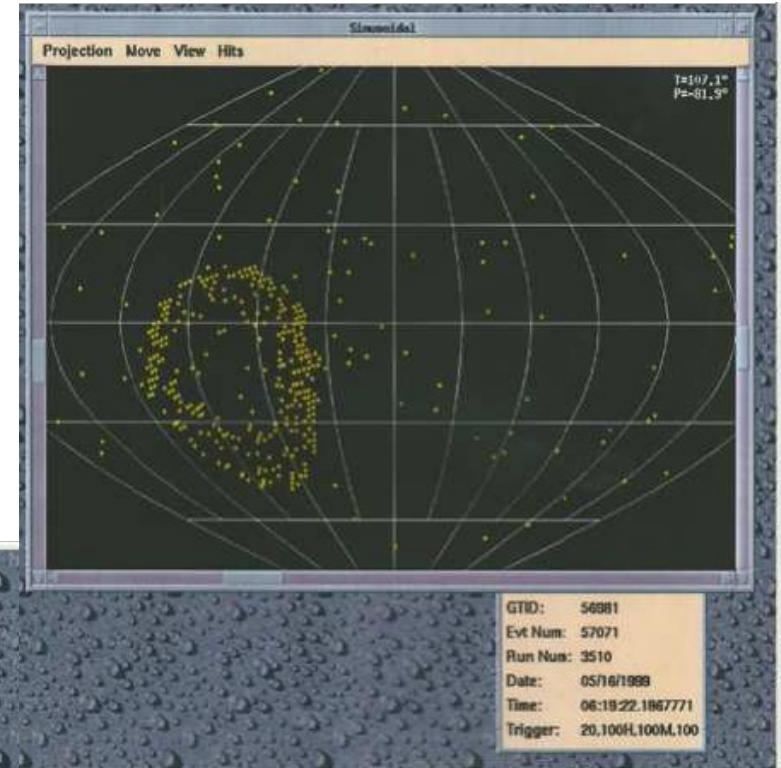 Sinusoidal
Projection Move View Hits
T=107.1°
P=-81.9°
GTID: 56981
Evt Num: 57071
Run Num: 3510
Date: 05/16/1999
Time: 06:19:22.1867771
Trigger: 20,100H,100M,100